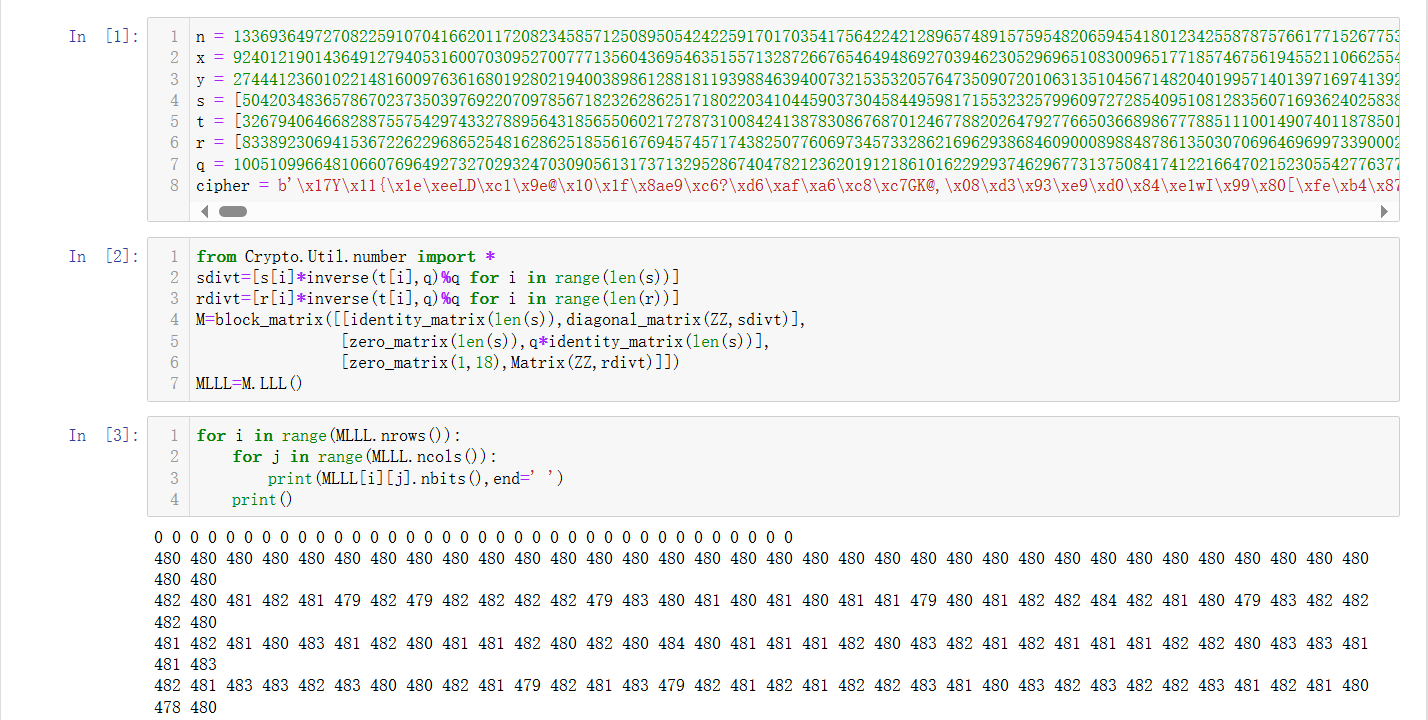 In [1]:
1 n = 133693649727082259107041662011720823458571250895054242259170170354175642242128965748915759548206594541801234255878757661771526775
2 x = 92401219014364912794053160070309527007771356043695463515571328726676546494869270394623052969651083009651771857467561945521106625
3 y = 27444123601022148160097636168019280219400398986128818119398846394007321535320576473509072010631351045671482040199571401397169741392
4 s = [50420348365786702373503976922070978567182326286251718022034104459037304584495981715532325799609727285409510812835607169362402583
5 t = [32679406466828875575429743327889564318565506021727873100842413878308676870124677882026479277665036689867778851110014907401187850
6 r = [83389230694153672262296865254816286251855616769457457174382507760697345733286216969293868460900089884878613503070696469699733900
7 q = 10051099664810660769649273270293247030905613173713295286740478212362019121861016229293746296773137508417412216647021523055427763
8 cipher = b'\x17Y\x11{\x1e\xeeLD\xc1\x9e@\x10\x1f\x8ae9\xc6?\xd6\xaf\xa6\xc8\xc7GK@,\x08\xd3\x93\xe9\xd0\x84\xe1wI\x99\x80[\xfe\xb4\x87
In [2]:
1 from Crypto.Util.number import *
2 sdivt=[s[i]*inverse(t[i],q)%q for i in range(len(s))]
3 rdivt=[r[i]*inverse(t[i],q)%q for i in range(len(r))]
4 M=block_matrix([[identity_matrix(len(s)),diagonal_matrix(ZZ,sdivt)],
5 [zero_matrix(len(s)),q*identity_matrix(len(s))],
6 [zero_matrix(1,18),Matrix(ZZ,rdivt)]])
7 MLLL=M.LLL()
In [3]:
1 for i in range(MLLL.nrows()):
2 for j in range(MLLL.ncols()):
3 print(MLLL[i][j].nbits(),end=' ')
4 print()
0 0 0 0 0 0 0 0 0 0 0 0 0 0 0 0 0 0 0 0 0 0 0 0 0 0 0 0 0 0 0 0 0 0 0 0
480 480 480 480 480 480 480 480 480 480 480 480 480 480 480 480 480 480 480 480 480 480 480 480 480 480 480 480 480 480 480 480 480 480
480 480
482 480 481 482 481 479 482 479 482 482 482 482 479 483 480 481 480 481 480 481 481 479 480 481 482 482 484 482 481 480 479 483 482 482
482 480
481 482 481 480 483 481 482 480 481 481 482 480 482 480 484 480 481 481 481 482 480 483 482 481 482 481 481 481 482 482 480 483 483 481
481 483
482 481 483 483 482 483 480 480 482 481 479 482 481 483 479 482 481 482 481 482 482 483 481 480 483 482 483 482 482 483 481 482 481 480
478 480